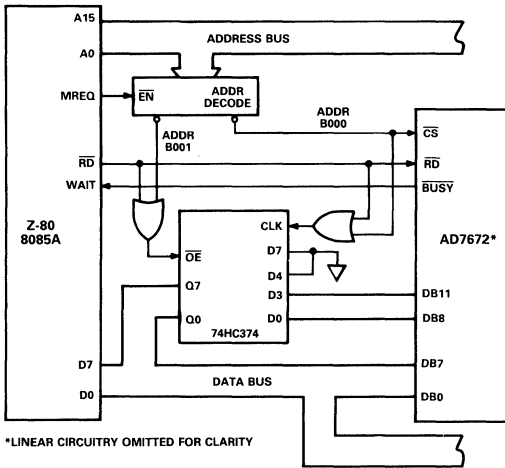 A15
ADDRESS BUS
A0
MREQ
EN
ADDR
DECODE
ADDR
B000
ADDR
B001
CS
RD
RD
WAIT
BUSY
Z-80
8085A
CLK
AD7672*
OE
D7
D4
Q7
D3
DB11
Q0
D0
DB8
74HC374
D7
DB7
DATA BUS
D0
DB0
*LINEAR CIRCUITRY OMITTED FOR CLARITY